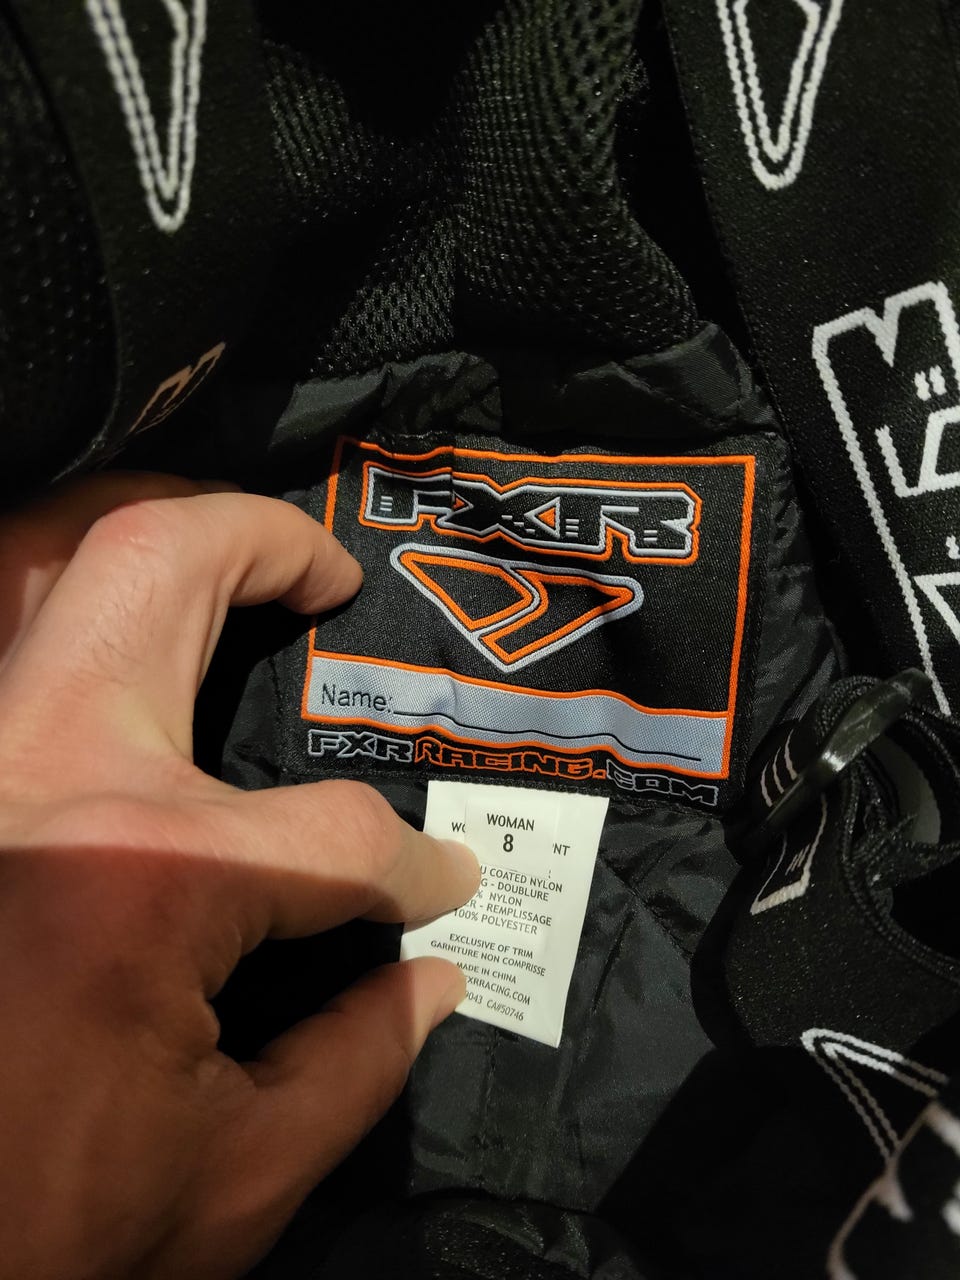 FXR
Name:
FXRRACING.COM
WOMAN
8
COATED NYLON
- DOUBLURE
NYLON
- REMPLISSAGE
100% POLYESTER
EXCLUSIVE OF TRIM
GARNITURE NON COMPRISE
MADE IN CHINA
FXRRACING.COM
CA#50746